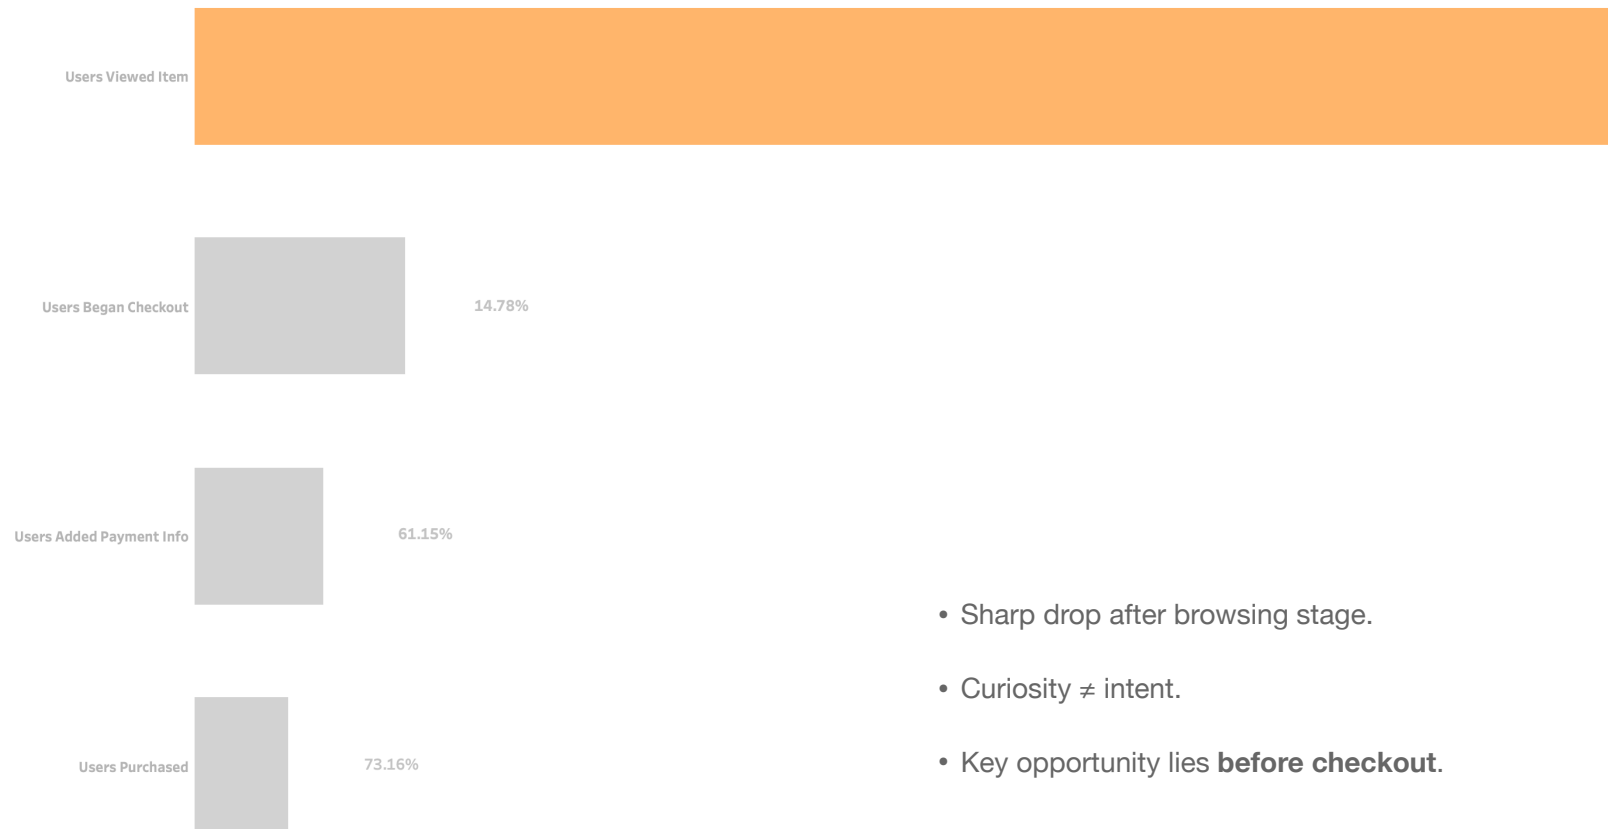 Users Viewed Item
Users Began Checkout
14.78%
Users Added Payment Info
61.15%
• Sharp drop after browsing stage.
• Curiosity ≠ intent.
Users Purchased
73.16%
• Key opportunity lies before checkout.